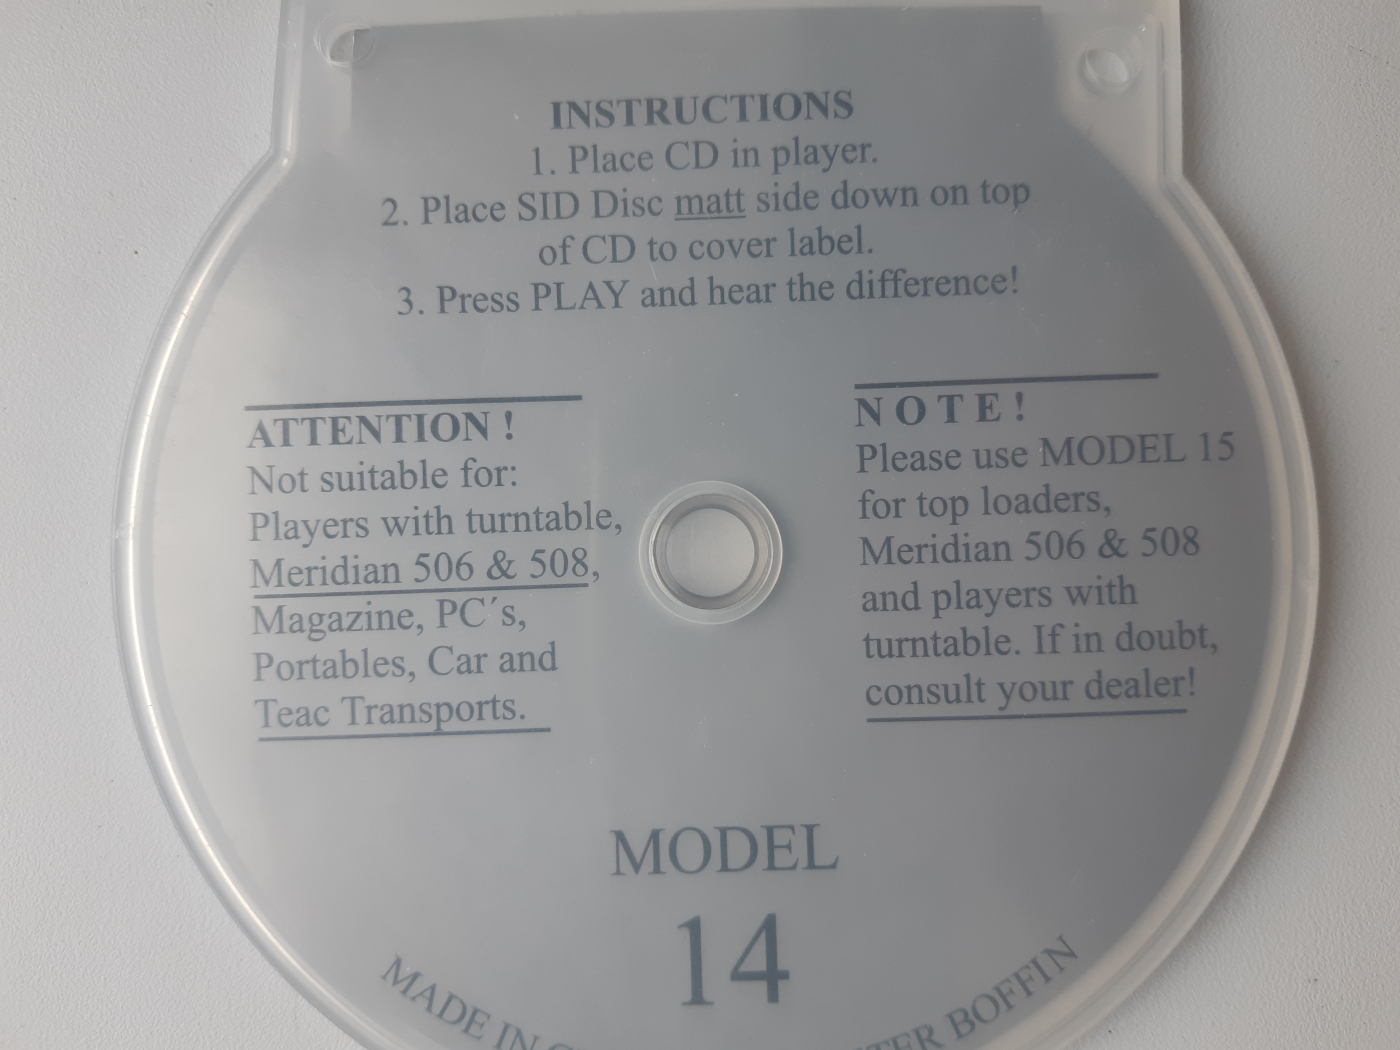 INSTRUCTIONS
1. Place CD in player.
2. Place SID Disc matt side down on top
of CD to cover label.
3. Press PLAY and hear the difference!
ATTENTION !
Not suitable for:
Players with turntable,
Meridian 506 & 508,
Magazine, PC´s,
Portables, Car and
Teac Transports.
N O T E !
Please use MODEL 15
for top loaders,
Meridian 506 & 508
and players with
turntable. If in doubt,
consult your dealer!
MODEL
14
MADE IN BOFFIN